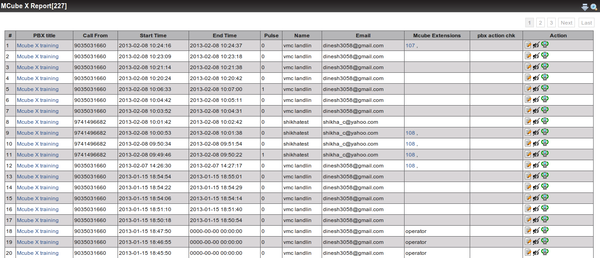 MCube X Report[227]
1 2 3 Next Last
# PBX title Call From Start Time End Time Pulse Name Email Mcube Extensions pbx action chk Action
1 Mcube X training 9035031660 2013-02-08 10:24:16 2013-02-08 10:24:37 0 vmc landlin dinesh3058@gmail.com 107 ,
2 Mcube X training 9035031660 2013-02-08 10:23:09 2013-02-08 10:23:18 0 vmc landlin dinesh3058@gmail.com
3 Mcube X training 9035031660 2013-02-08 10:21:14 2013-02-08 10:21:38 0 vmc landlin dinesh3058@gmail.com
4 Mcube X training 9035031660 2013-02-08 10:20:24 2013-02-08 10:20:42 0 vmc landlin dinesh3058@gmail.com
5 Mcube X training 9035031660 2013-02-08 10:06:33 2013-02-08 10:07:00 1 vmc landlin dinesh3058@gmail.com
6 Mcube X training 9035031660 2013-02-08 10:04:42 2013-02-08 10:05:11 0 vmc landlin dinesh3058@gmail.com
7 Mcube X training 9035031660 2013-02-08 10:03:52 2013-02-08 10:04:31 0 vmc landlin dinesh3058@gmail.com
8 Mcube X training 9741496682 2013-02-08 10:01:42 2013-02-08 10:02:42 0 shikhatest shikha_c@yahoo.com
9 Mcube X training 9741496682 2013-02-08 10:00:53 2013-02-08 10:01:38 0 shikhatest shikha_c@yahoo.com 108 ,
10 Mcube X training 9741496682 2013-02-08 09:50:34 2013-02-08 09:51:54 0 shikhatest shikha_c@yahoo.com 108 ,
11 Mcube X training 9741496682 2013-02-08 09:49:46 2013-02-08 09:50:22 1 shikhatest shikha_c@yahoo.com 108 ,
12 Mcube X training 9035031660 2013-02-07 14:26:30 2013-02-08 14:27:17 0 vmc landlin dinesh3058@gmail.com 108 ,
13 Mcube X training 9035031660 2013-01-15 18:54:54 2013-01-15 18:55:01 0 vmc landlin dinesh3058@gmail.com
14 Mcube X training 9035031660 2013-01-15 18:54:22 2013-01-15 18:54:29 0 vmc landlin dinesh3058@gmail.com
15 Mcube X training 9035031660 2013-01-15 18:54:06 2013-01-15 18:54:14 0 vmc landlin dinesh3058@gmail.com
16 Mcube X training 9035031660 2013-01-15 18:51:10 2013-01-15 18:51:40 0 vmc landlin dinesh3058@gmail.com
17 Mcube X training 9035031660 2013-01-15 18:50:18 2013-01-15 18:50:54 0 vmc landlin dinesh3058@gmail.com
18 Mcube X training 9035031660 2013-01-15 18:47:50 0000-00-00 00:00:00 0 vmc landlin dinesh3058@gmail.com operator
19 Mcube X training 9035031660 2013-01-15 18:46:55 0000-00-00 00:00:00 0 vmc landlin dinesh3058@gmail.com operator
20 Mcube X training 9035031660 2013-01-15 18:45:50 0000-00-00 00:00:00 0 vmc landlin dinesh3058@gmail.com operator